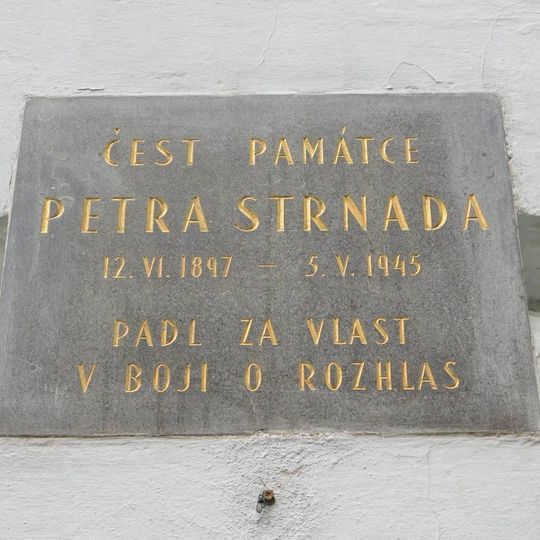 ČEST PAMÁTCE
PETRA STRNADA
12. VI. 1897 – 5. V. 1945
PADL ZA VLAST
V BOJI O ROZHLAS